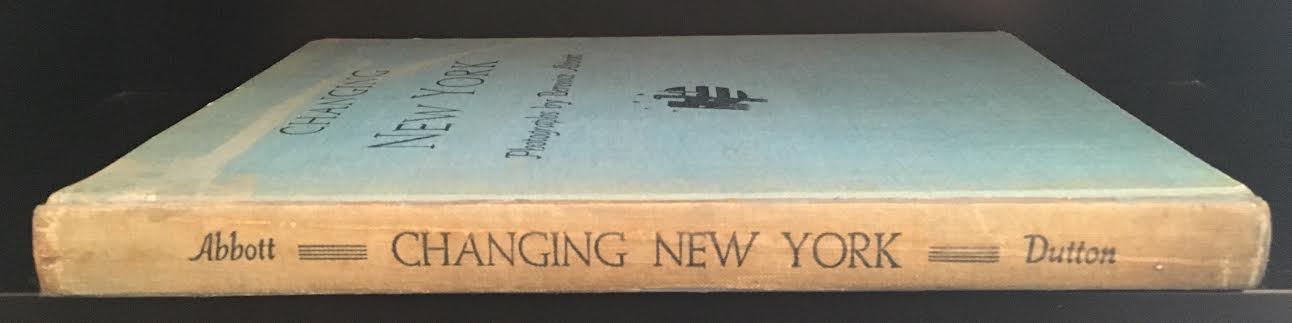 CHANGING
NEW YORK
Photographs by Berenice Abbott
Abbott CHANGING NEW YORK Dutton